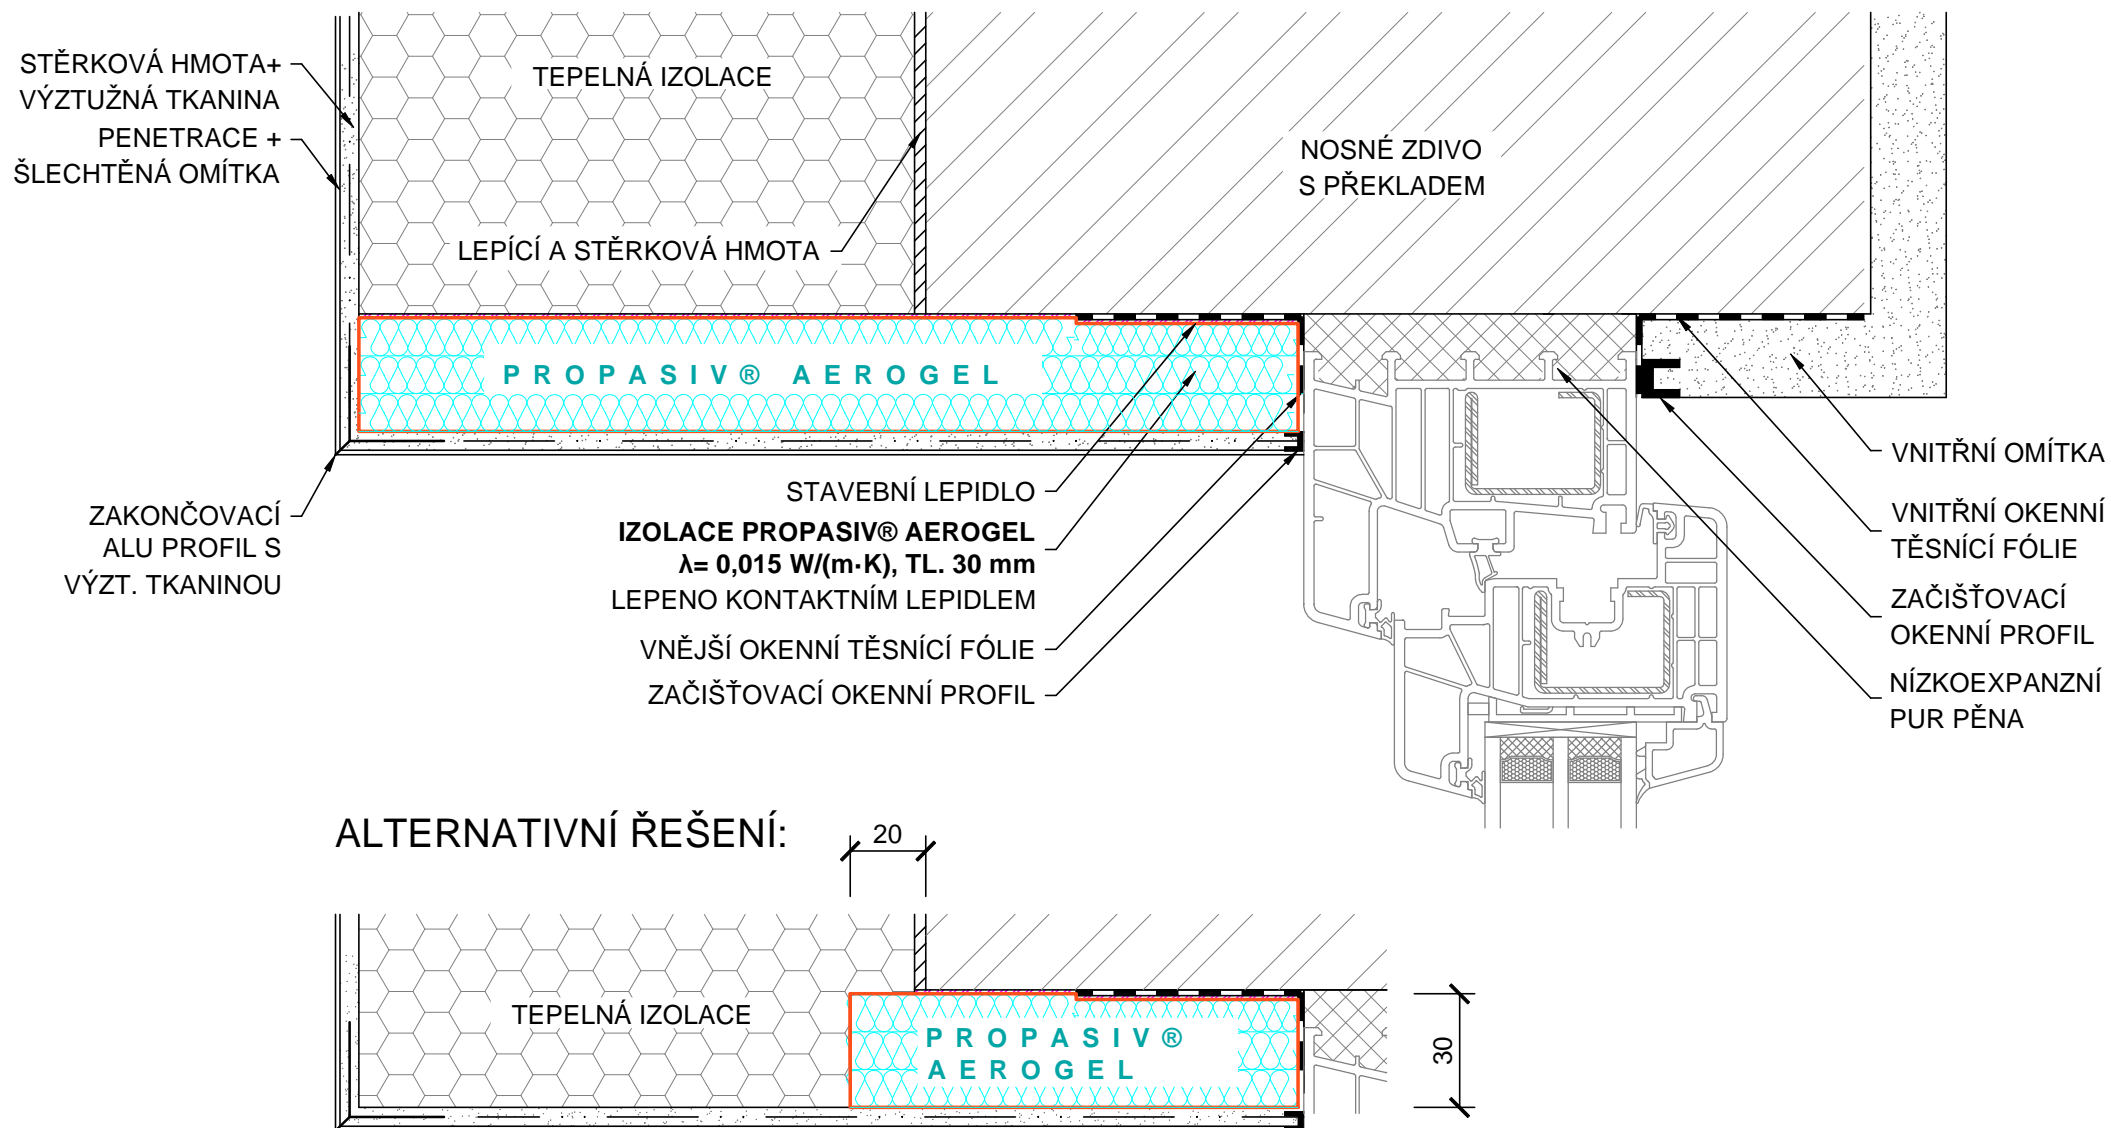 STĚRKOVÁ HMOTA+
VÝZTUŽNÁ TKANINA
PENETRACE +
ŠLECHTĚNÁ OMÍTKA
TEPELNÁ IZOLACE
LEPÍCÍ A STĚRKOVÁ HMOTA
NOSNÉ ZDIVO
S PŘEKLADEM
PROPASIV® AEROGEL
ZAKONČOVACÍ
ALU PROFIL S
VÝZT. TKANINOU
STAVEBNÍ LEPIDLO
IZOLACE PROPASIV® AEROGEL
λ= 0,015 W/(m·K), TL. 30 mm
LEPENO KONTAKTNÍM LEPIDLEM
VNĚJŠÍ OKENNÍ TĚSNÍCÍ FÓLIE
ZAČIŠŤOVACÍ OKENNÍ PROFIL
VNITŘNÍ OMÍTKA
VNITŘNÍ OKENNÍ
TĚSNÍCÍ FÓLIE
ZAČIŠŤOVACÍ
OKENNÍ PROFIL
NÍZKOEXPANZNÍ
PUR PĚNA
ALTERNATIVNÍ ŘEŠENÍ:
20
TEPELNÁ IZOLACE
PROPASIV®
AEROGEL
30